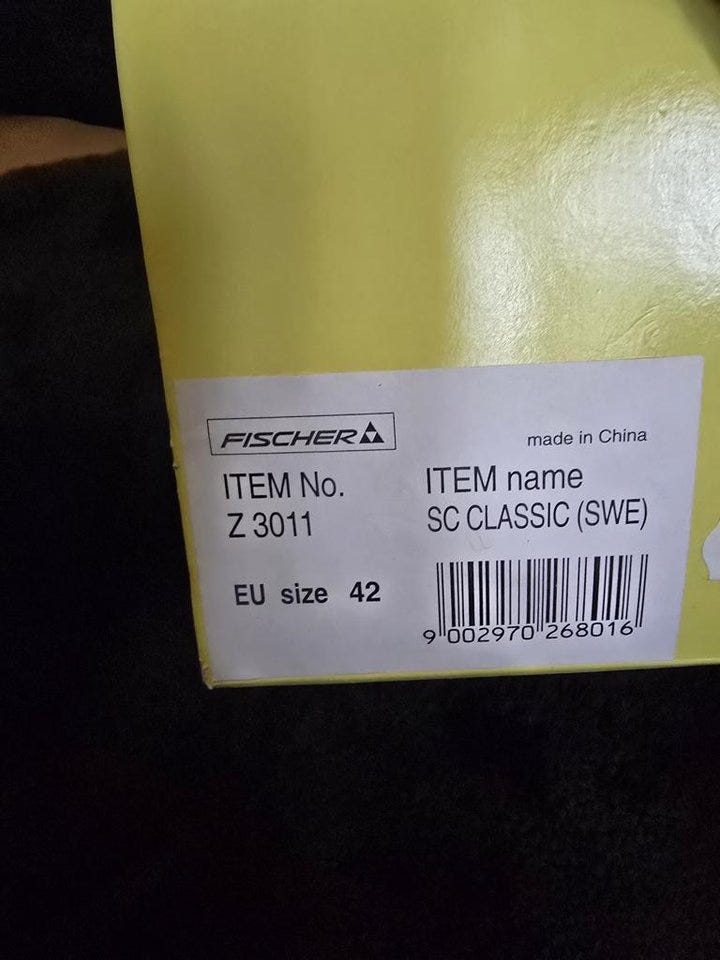 FISCHER
made in China
ITEM No.
ITEM name
Z 3011
SC CLASSIC (SWE)
EU size 42
9 002970 268016